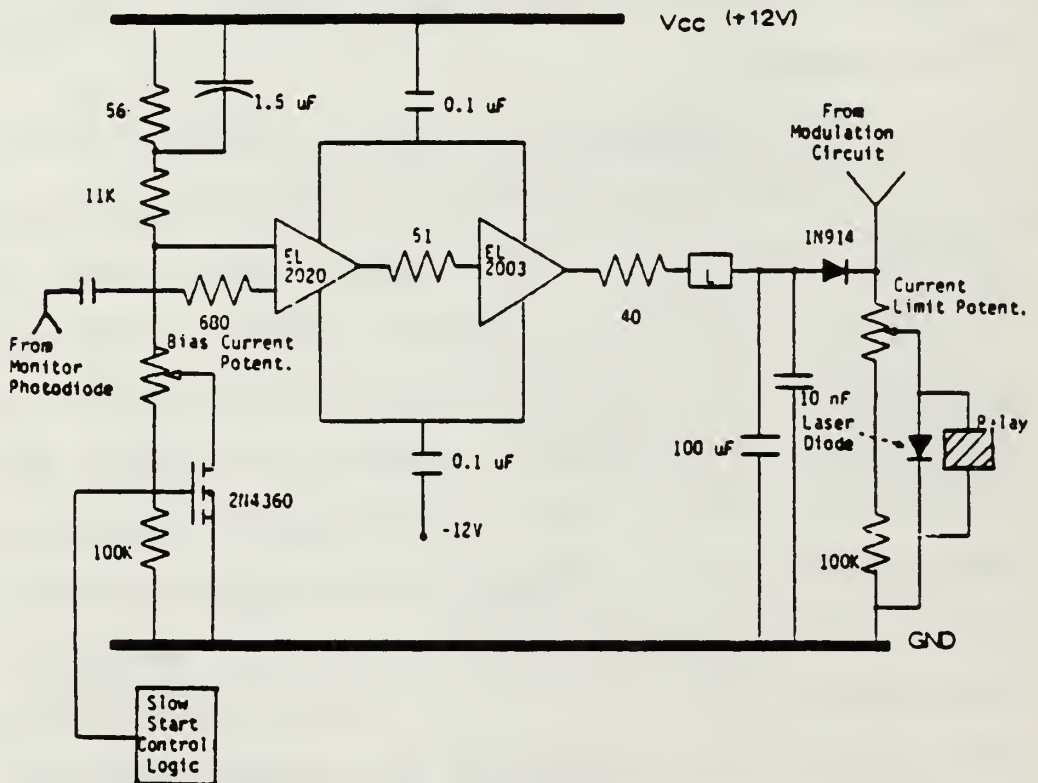 Vcc (+12V)
56
1.5 uF
0.1 uF
From
Modulation
Circuit
11K
EL
2020
51
EL
2003
1N914
L
40
Current
Limit Potent.
680
From
Monitor
Photodiode
Bias Current
Potent.
10 nF
Laser
Diode
Relay
100 uF
0.1 uF
2N4360
-12V
100K
100K
GND
Slow
Start
Control
Logic